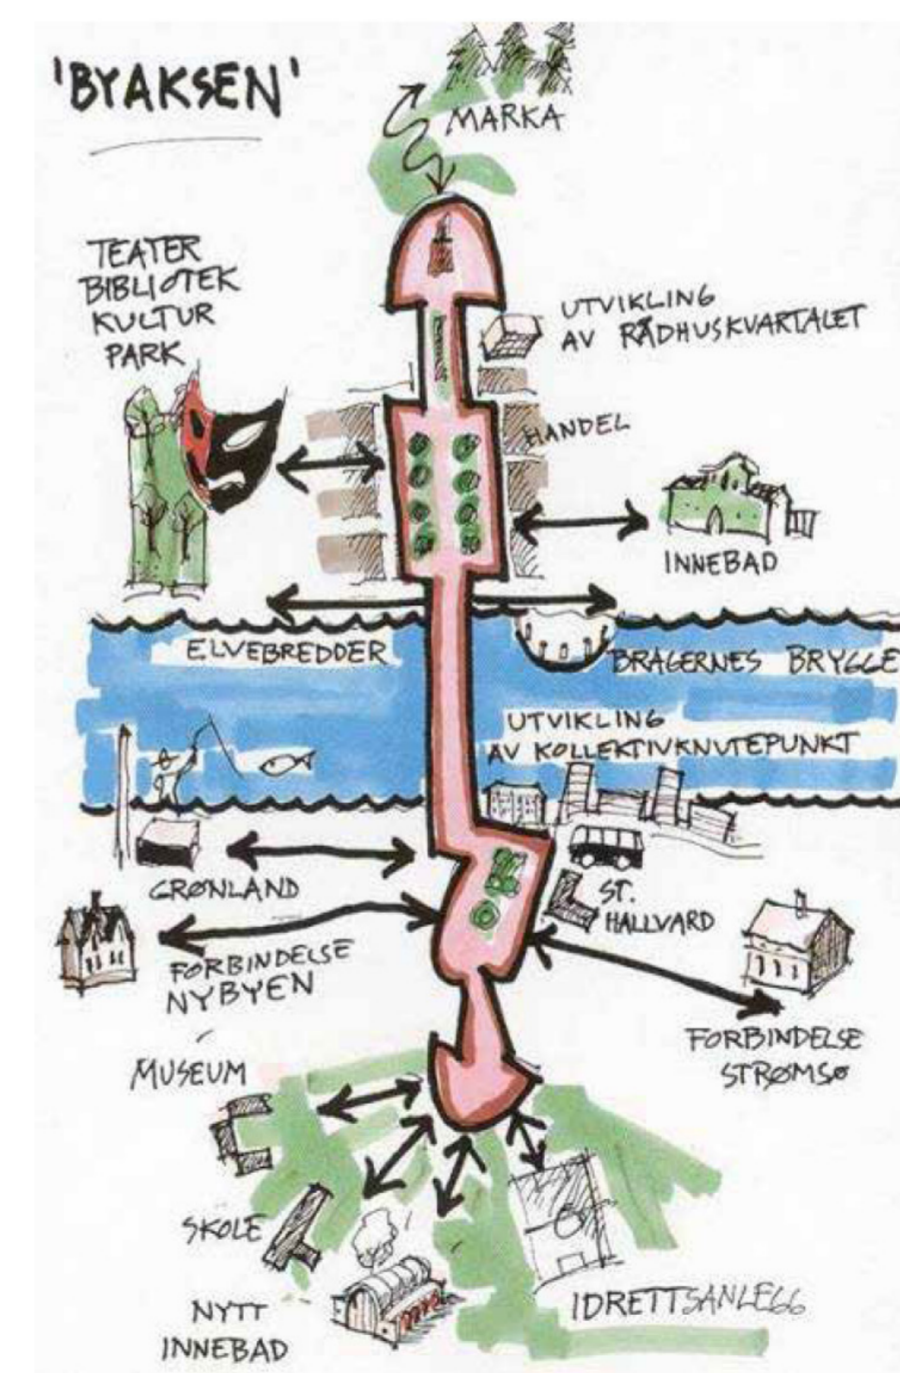 'BYAKSEN'
MARKA
TEATER
BIBLIOTEK
KULTUR
PARK
UTVIKLING
AV RÅDHUSKVARTALET
HANDEL
INNEBAD
ELVEBREDDER
BRAGERNES BRYGGE
UTVIKLING
AV KOLLEKTIVKNUTEPUNKT
GRØNLAND
ST.
HALLVARD
FORBINDELSE
NYBYEN
FORBINDELSE
STRØMSØ
MUSEUM
SKOLE
NYTT
INNEBAD
IDRETTSANLEGG